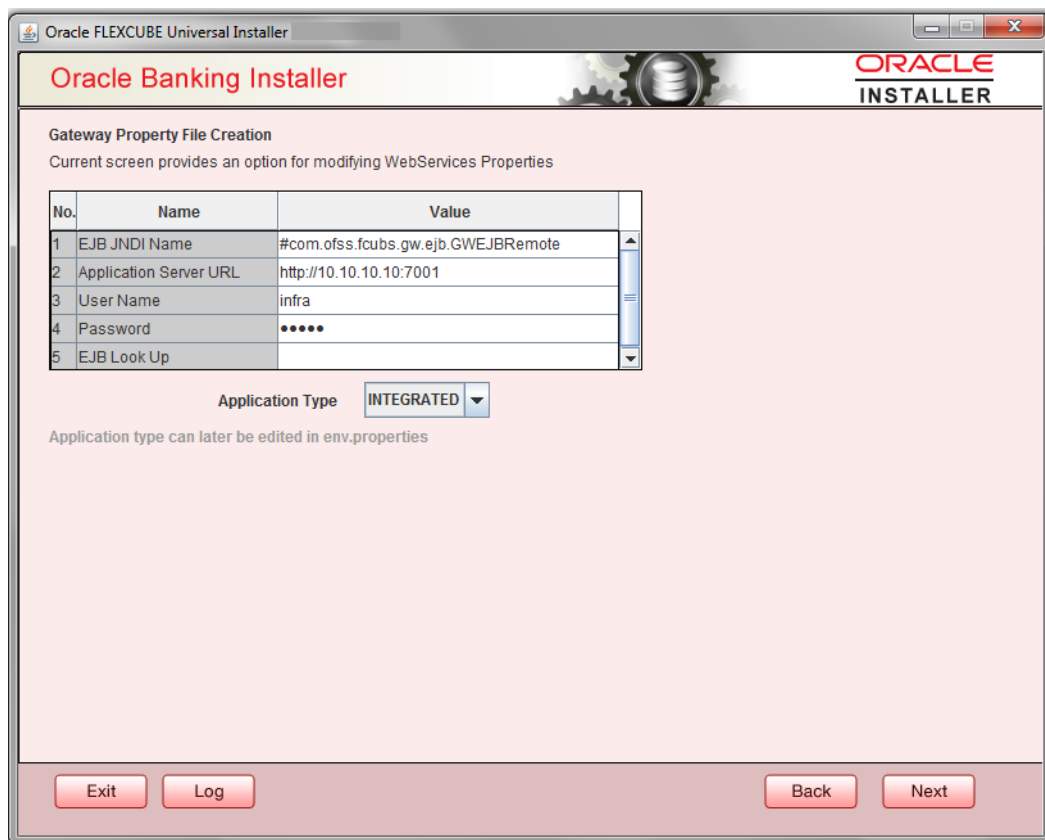 Oracle FLEXCUBE Universal Installer
Oracle Banking Installer
ORACLE
INSTALLER
Gateway Property File Creation
Current screen provides an option for modifying WebServices Properties
No. Name Value
1 EJB JNDI Name #com.ofss.fcubs.gw.ejb.GWEJBRemote
2 Application Server URL http://10.10.10.10:7001
3 User Name infra
4 Password •••••
5 EJB Look Up
Application Type INTEGRATED
Application type can later be edited in env.properties
Exit Log Back Next